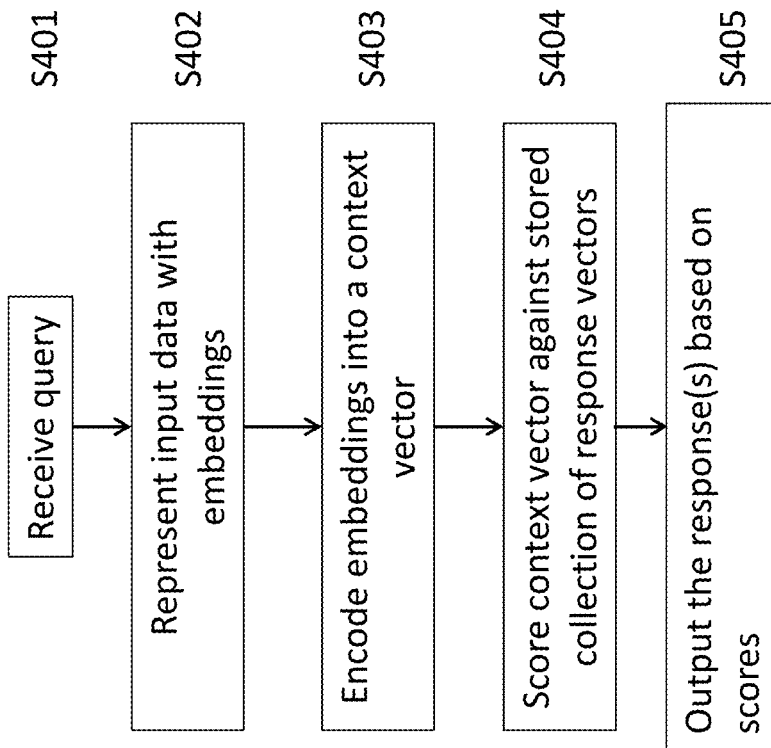 Receive query
S401
Represent input data with
embeddings
S402
Encode embeddings into a context
vector
S403
Score context vector against stored
collection of response vectors
S404
Output the response(s) based on
scores
S405